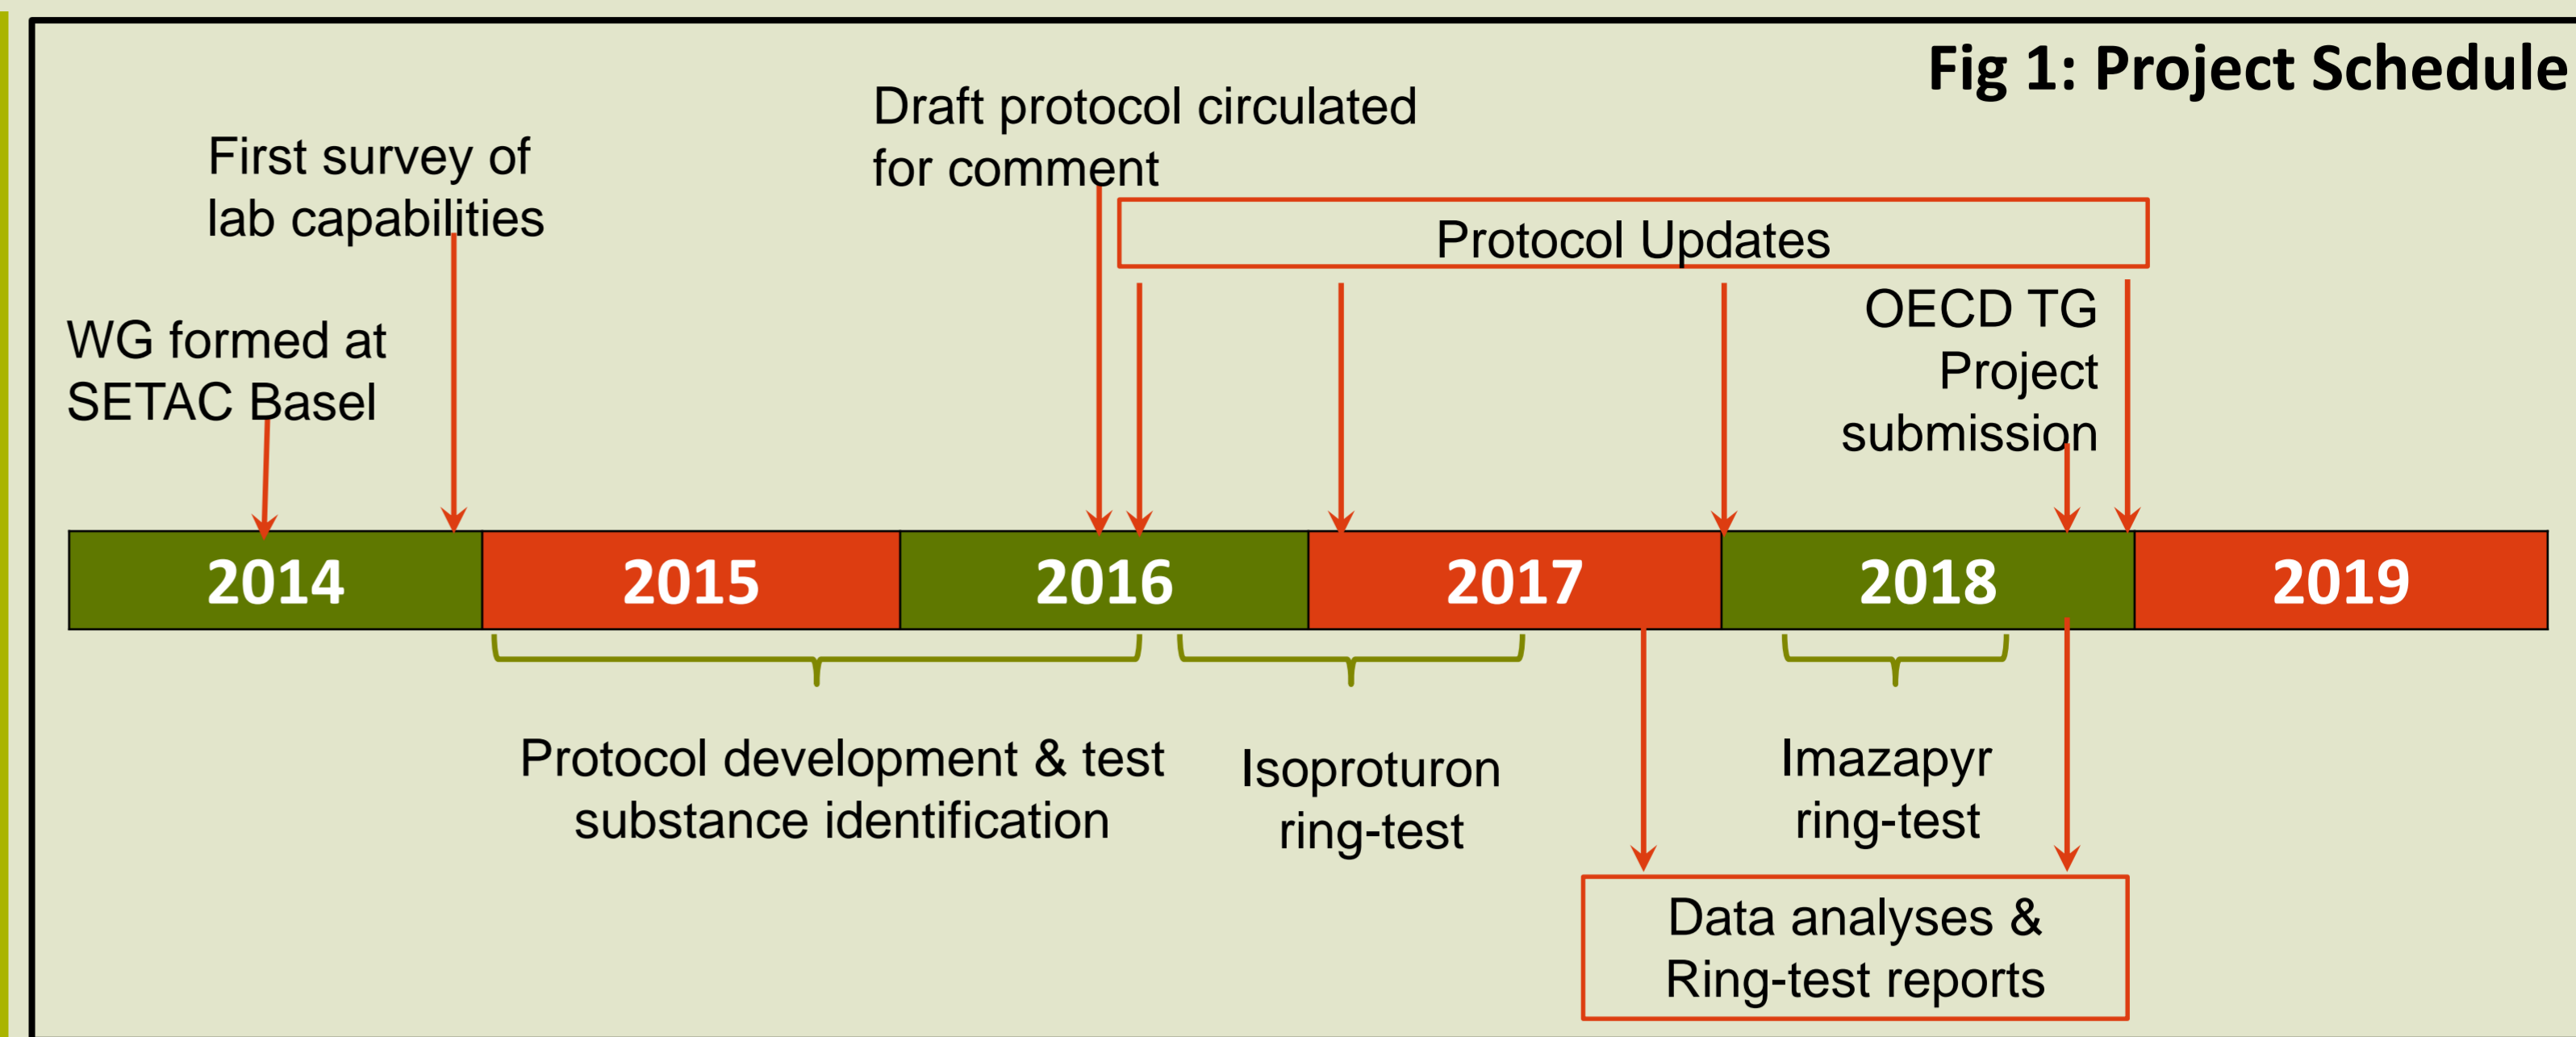 Fig 1: Project Schedule
Draft protocol circulated
for comment
First survey of
lab capabilities
Protocol Updates
WG formed at
SETAC Basel
OECD TG
Project
submission
2014 2015 2016 2017 2018 2019
Protocol development & test
substance identification
Isoproturon
ring-test
Imazapyr
ring-test
Data analyses &
Ring-test reports